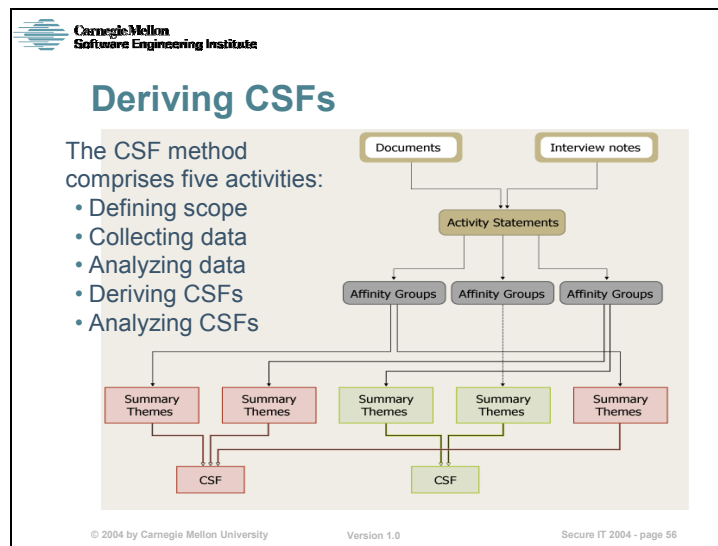 Carnegie Mellon
Software Engineering Institute
Deriving CSFs
The CSF method
comprises five activities:
• Defining scope
• Collecting data
• Analyzing data
• Deriving CSFs
• Analyzing CSFs
Documents
Interview notes
Activity Statements
Affinity Groups
Affinity Groups
Affinity Groups
Summary
Themes
Summary
Themes
Summary
Themes
Summary
Themes
Summary
Themes
CSF
CSF
© 2004 by Carnegie Mellon University
Version 1.0
Secure IT 2004 - page 56